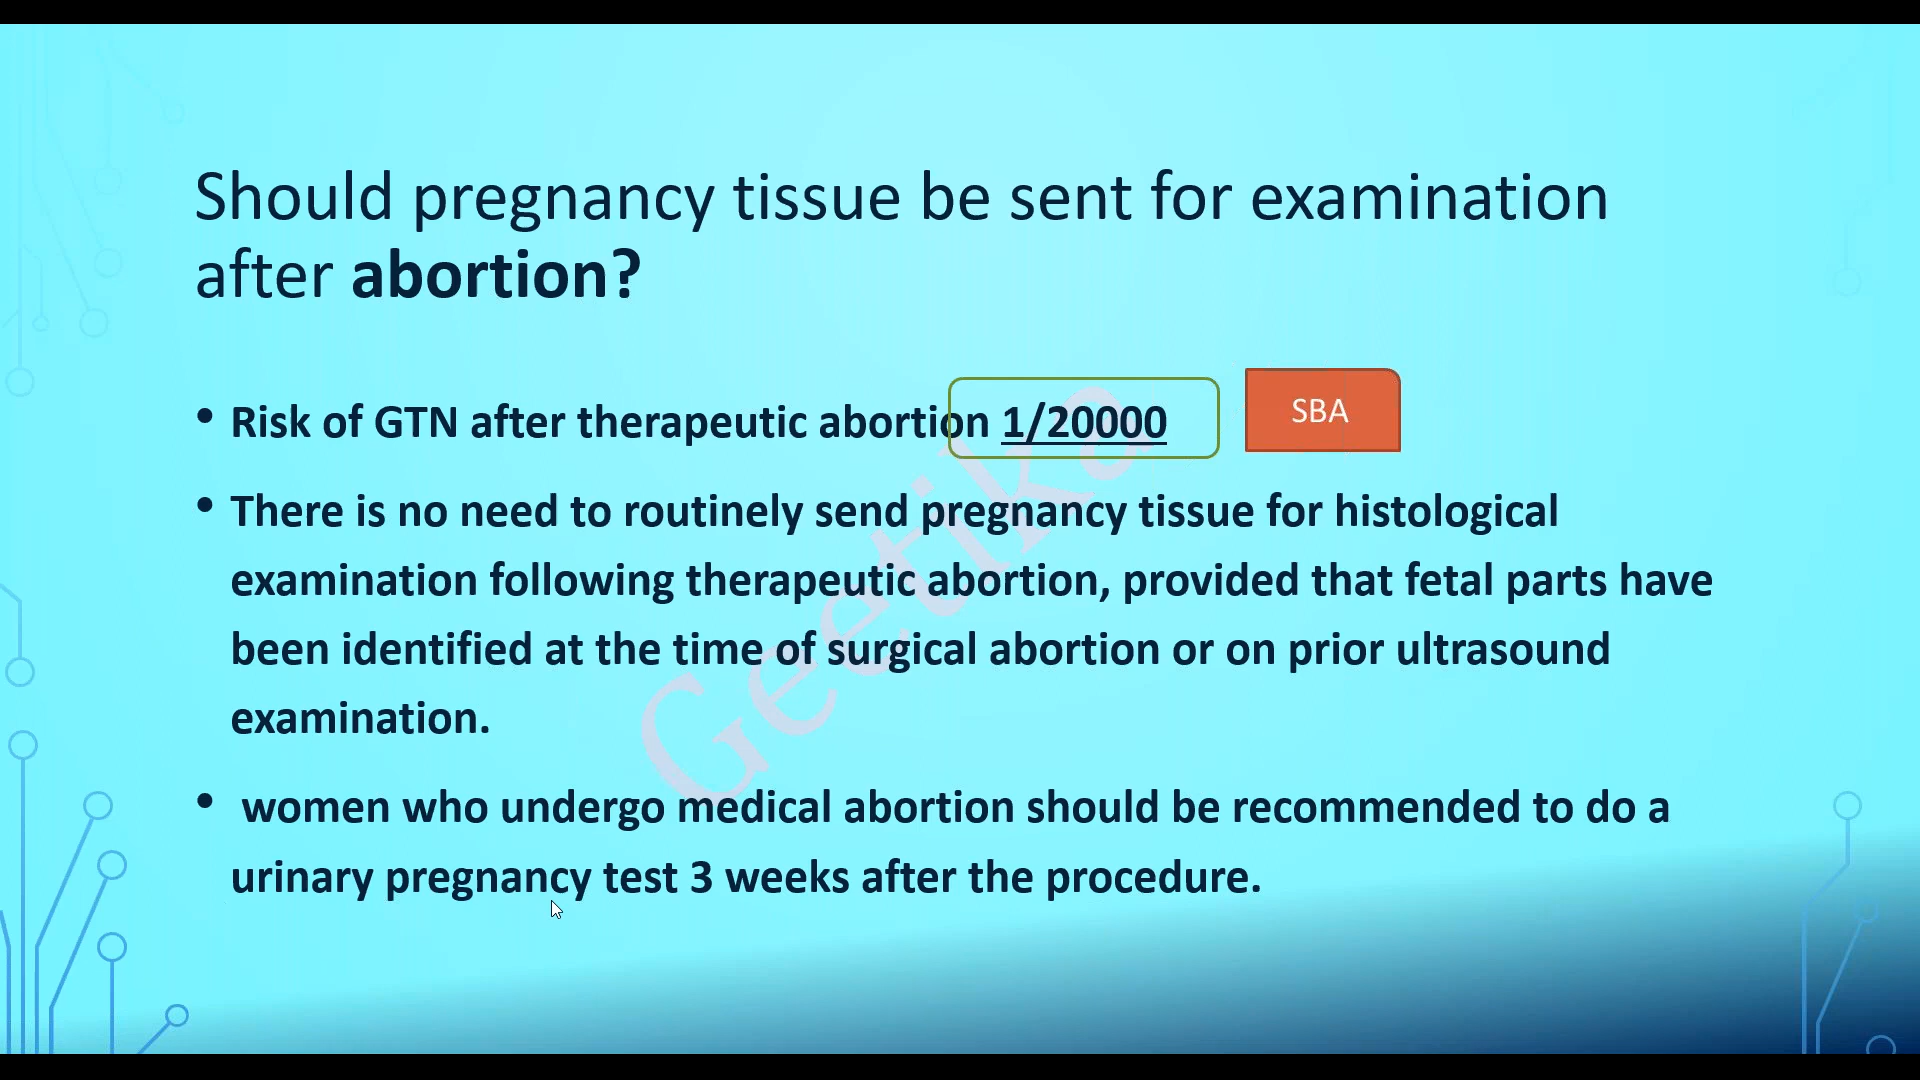 Should pregnancy tissue be sent for examination
after abortion?
• Risk of GTN after therapeutic abortion 1/20000
SBA
• There is no need to routinely send pregnancy tissue for histological
examination following therapeutic abortion, provided that fetal parts have
been identified at the time of surgical abortion or on prior ultrasound
examination.
• women who undergo medical abortion should be recommended to do a
urinary pregnancy test 3 weeks after the procedure.
Geetika